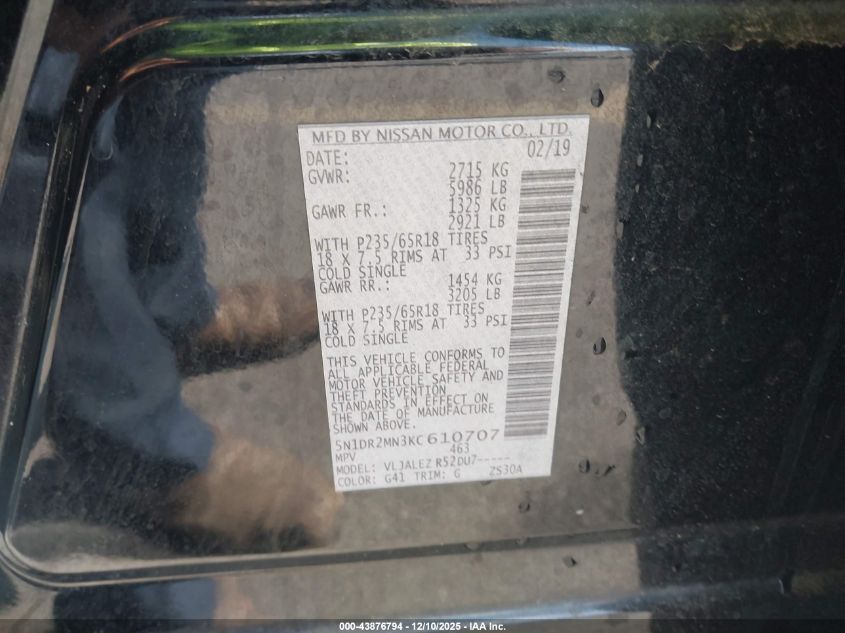 MFD BY NISSAN MOTOR CO., LTD.
DATE: 02/19
GVWR: 2715 KG
5986 LB
GAWR FR.: 1325 KG
2921 LB
WITH P235/65R18 TIRES
18 X 7.5 RIMS AT 33 PSI
COLD SINGLE
GAWR RR.: 1454 KG
3205 LB
WITH P235/65R18 TIRES
18 X 7.5 RIMS AT 33 PSI
COLD SINGLE
THIS VEHICLE CONFORMS TO
ALL APPLICABLE FEDERAL
MOTOR VEHICLE SAFETY AND
THEFT PREVENTION
STANDARDS IN EFFECT ON
THE DATE OF MANUFACTURE
SHOWN ABOVE.
5N1DR2MN3KC610707
MPV 463
MODEL: VLJALEZ R52DU7-----
COLOR: G41 TRIM: G ZS30A
000-43876794 - 12/10/2025 - IAA Inc.